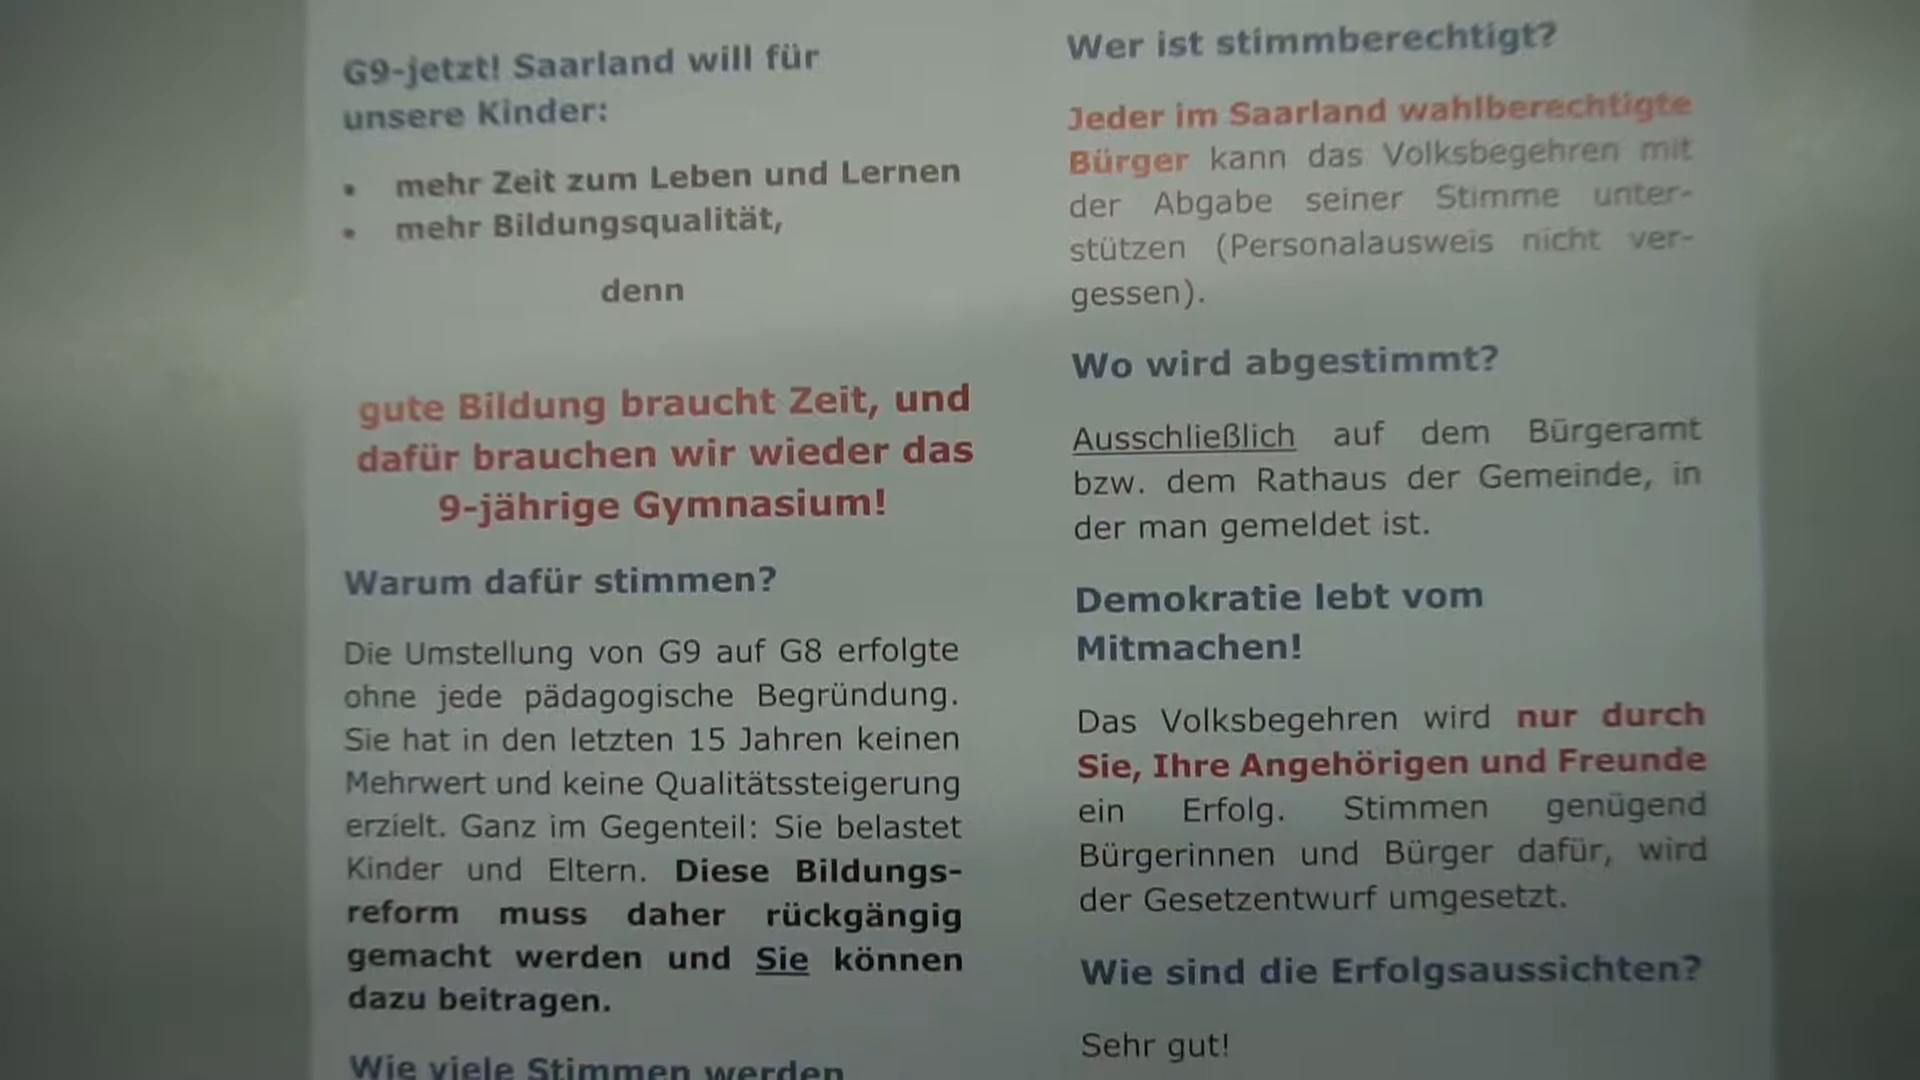 G9-jetzt! Saarland will für
unsere Kinder:
• mehr Zeit zum Leben und Lernen
• mehr Bildungsqualität,
denn
gute Bildung braucht Zeit, und
dafür brauchen wir wieder das
9-jährige Gymnasium!
Warum dafür stimmen?
Die Umstellung von G9 auf G8 erfolgte
ohne jede pädagogische Begründung.
Sie hat in den letzten 15 Jahren keinen
Mehrwert und keine Qualitätssteigerung
erzielt. Ganz im Gegenteil: Sie belastet
Kinder und Eltern. Diese Bildungs-
reform muss daher rückgängig
gemacht werden und Sie können
dazu beitragen.
Wie viele Stimmen werden
Wer ist stimmberechtigt?
Jeder im Saarland wahlberechtigte
Bürger kann das Volksbegehren mit
der Abgabe seiner Stimme unter-
stützen (Personalausweis nicht ver-
gessen).
Wo wird abgestimmt?
Ausschließlich auf dem Bürgeramt
bzw. dem Rathaus der Gemeinde, in
der man gemeldet ist.
Demokratie lebt vom
Mitmachen!
Das Volksbegehren wird nur durch
Sie, Ihre Angehörigen und Freunde
ein Erfolg. Stimmen genügend
Bürgerinnen und Bürger dafür, wird
der Gesetzentwurf umgesetzt.
Wie sind die Erfolgsaussichten?
Sehr gut!